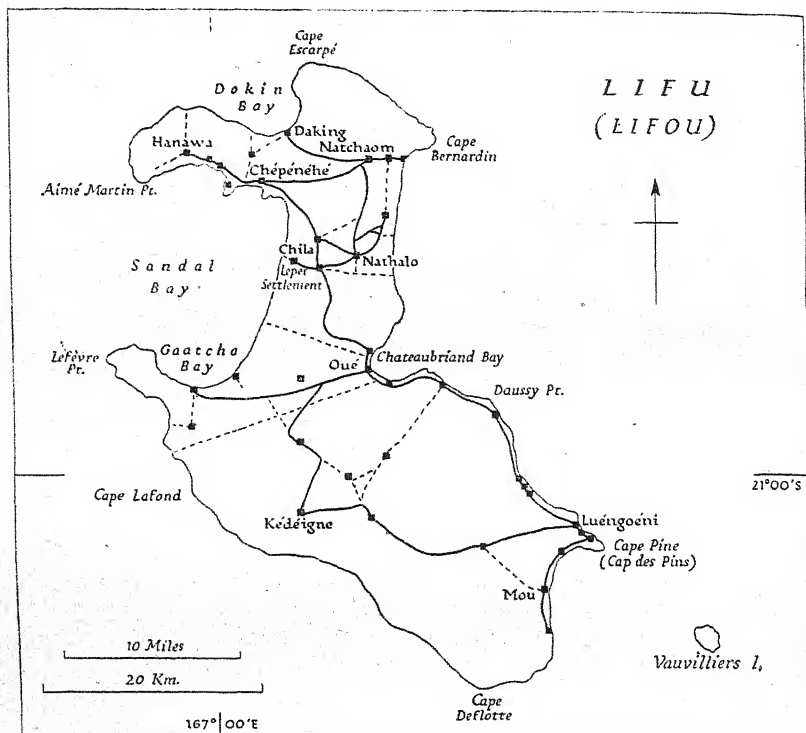 Cape
Escarpé
LIFU
(LIFOU)
Dokin
Bay
Daking
Hanawa
Natchaom
Cape
Bernardin
Chépénéhé
Aimé Martin Pt.
Chila
Nathalo
Leper
Settlement
Sandal
Bay
Lefèvre
Pt.
Gaatcha
Bay
Chateaubriand Bay
Oué
Daussy Pt.
Cape Lafond
21°00'S
Kédéigne
Luéngoéni
Cape Pine
(Cap des Pins)
Mou
10 Miles
20 Km.
Vauvilliers I.
Cape
Deflotte
167°00'E